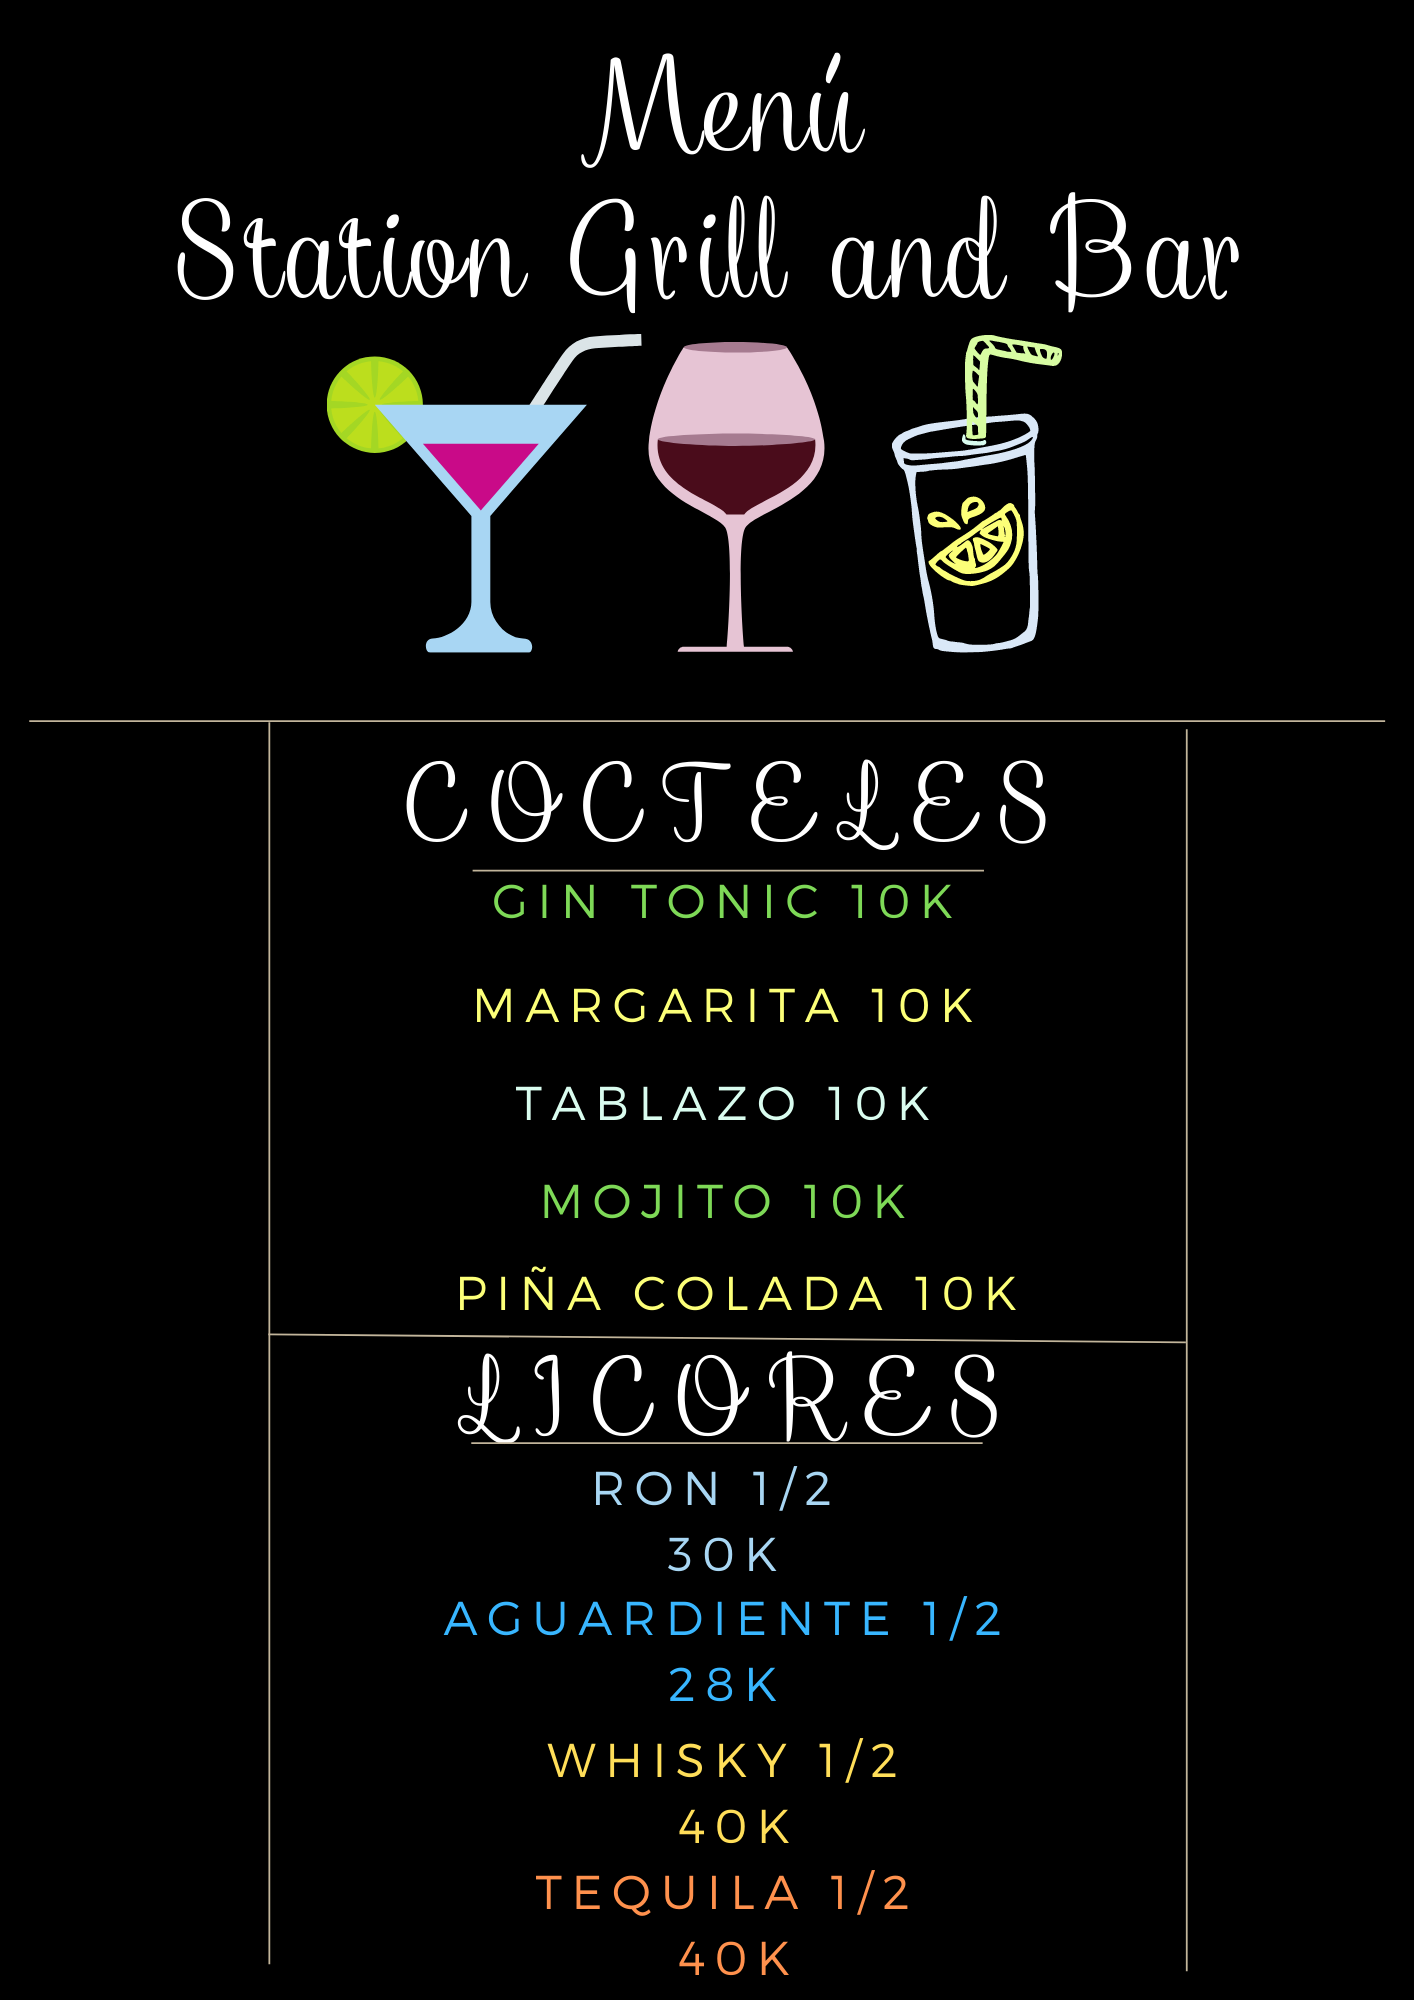 Menú
Station Grill and Bar
COCTELES
GIN TONIC 10K
MARGARITA 10K
TABLAZO 10K
MOJITO 10K
PIÑA COLADA 10K
LICORES
RON 1/2
30K
AGUARDIENTE 1/2
28K
WHISKY 1/2
40K
TEQUILA 1/2
40K